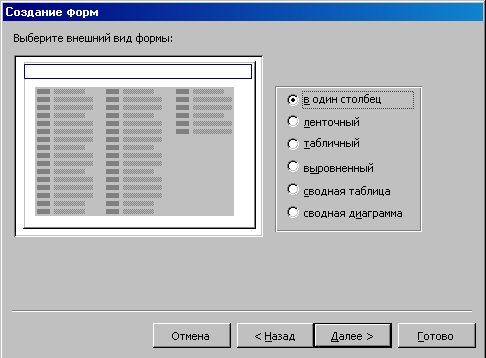 Создание форм
Выберите внешний вид формы:
в один столбец
ленточный
табличный
выровненный
сводная таблица
сводная диаграмма
Отмена
< Назад
Далее >
Готово